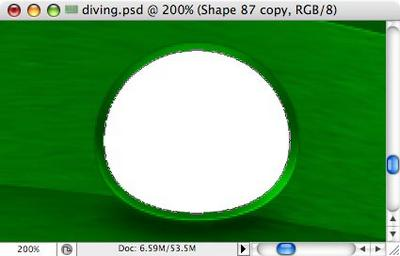 diving.psd @ 200% (Shape 87 copy, RGB/8)
200%
Doc: 6.59M/53.5M